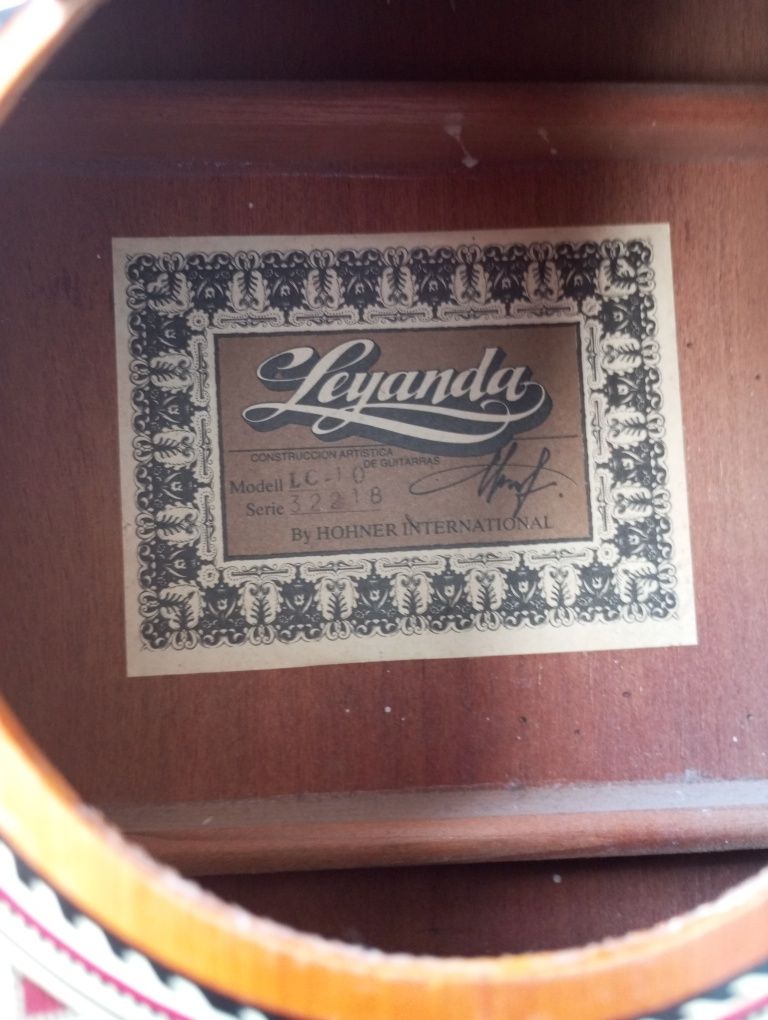 Leyanda
CONSTRUCCION ARTISTICA
DE GUITARRAS
Modell LC-10
Serie 32218
By HOHNER INTERNATIONAL